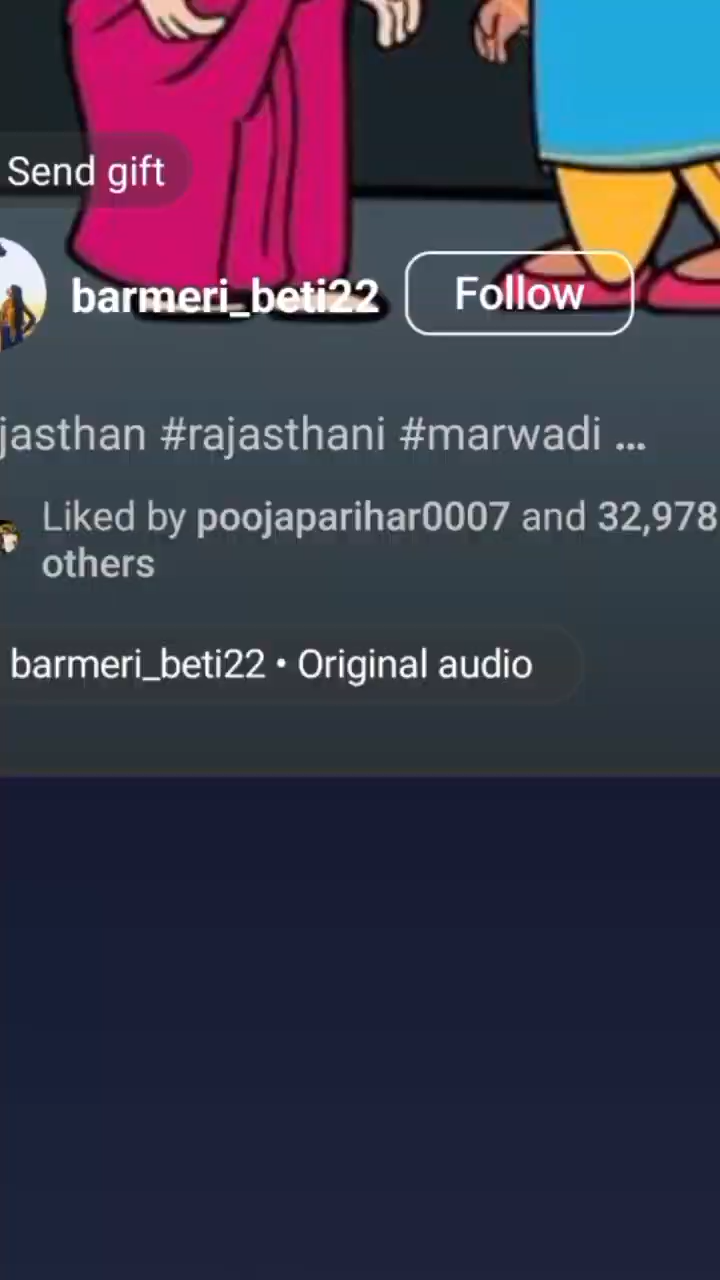 Send gift
barmeri_beti22 Follow
jasthan #rajasthani #marwadi ...
Liked by poojaparihar0007 and 32,978
others
barmeri_beti22 • Original audio